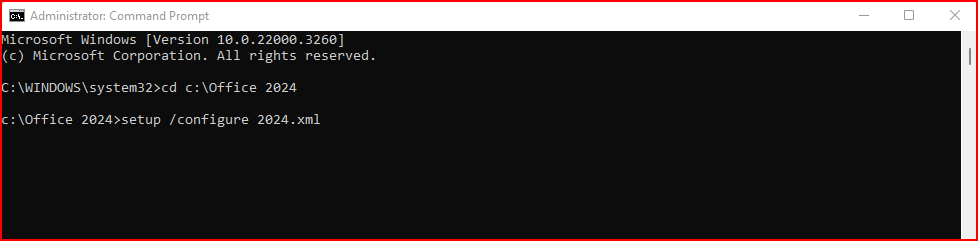 Administrator: Command Prompt
Microsoft Windows [Version 10.0.22000.3260]
(c) Microsoft Corporation. All rights reserved.
C:\WINDOWS\system32>cd c:\Office 2024
c:\Office 2024>setup /configure 2024.xml